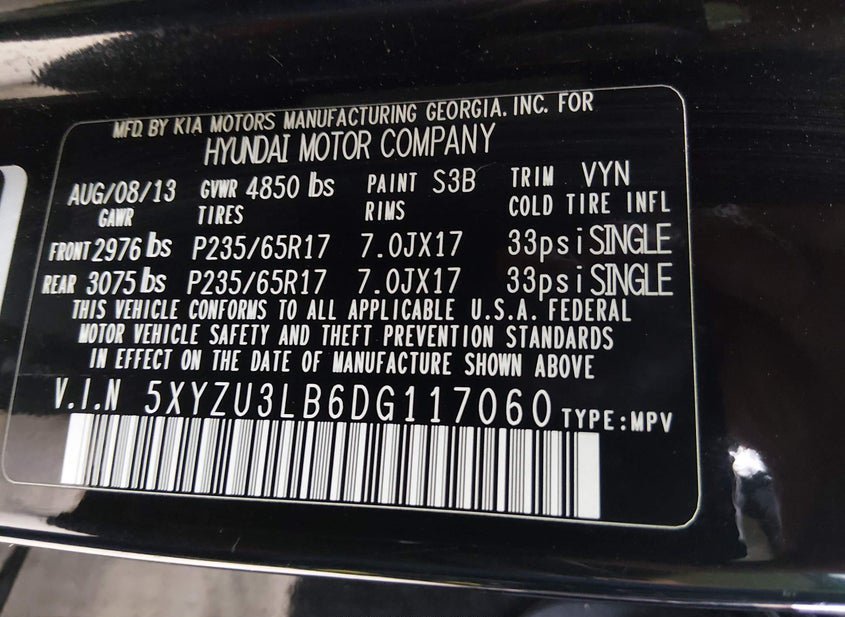 MFD. BY KIA MOTORS MANUFACTURING GEORGIA, INC. FOR
HYUNDAI MOTOR COMPANY
AUG/08/13 GVWR 4850 lbs PAINT S3B TRIM VYN
GAWR TIRES RIMS COLD TIRE INFL
FRONT 2976 lbs P235/65R17 7.0JX17 33psi SINGLE
REAR 3075 lbs P235/65R17 7.0JX17 33psi SINGLE
THIS VEHICLE CONFORMS TO ALL APPLICABLE U.S.A. FEDERAL
MOTOR VEHICLE SAFETY AND THEFT PREVENTION STANDARDS
IN EFFECT ON THE DATE OF MANUFACTURE SHOWN ABOVE
V.I.N 5XYZU3LB6DG117060 TYPE:MPV